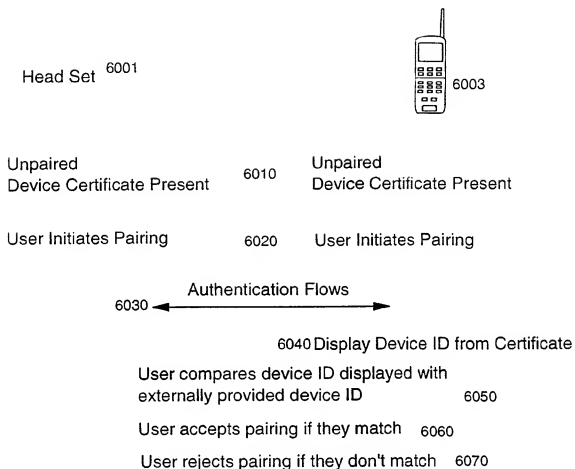 Head Set 6001
6003
Unpaired
Device Certificate Present
6010
Unpaired
Device Certificate Present
User Initiates Pairing 6020 User Initiates Pairing
Authentication Flows
6030
6040 Display Device ID from Certificate
User compares device ID displayed with
externally provided device ID 6050
User accepts pairing if they match 6060
User rejects pairing if they don't match 6070